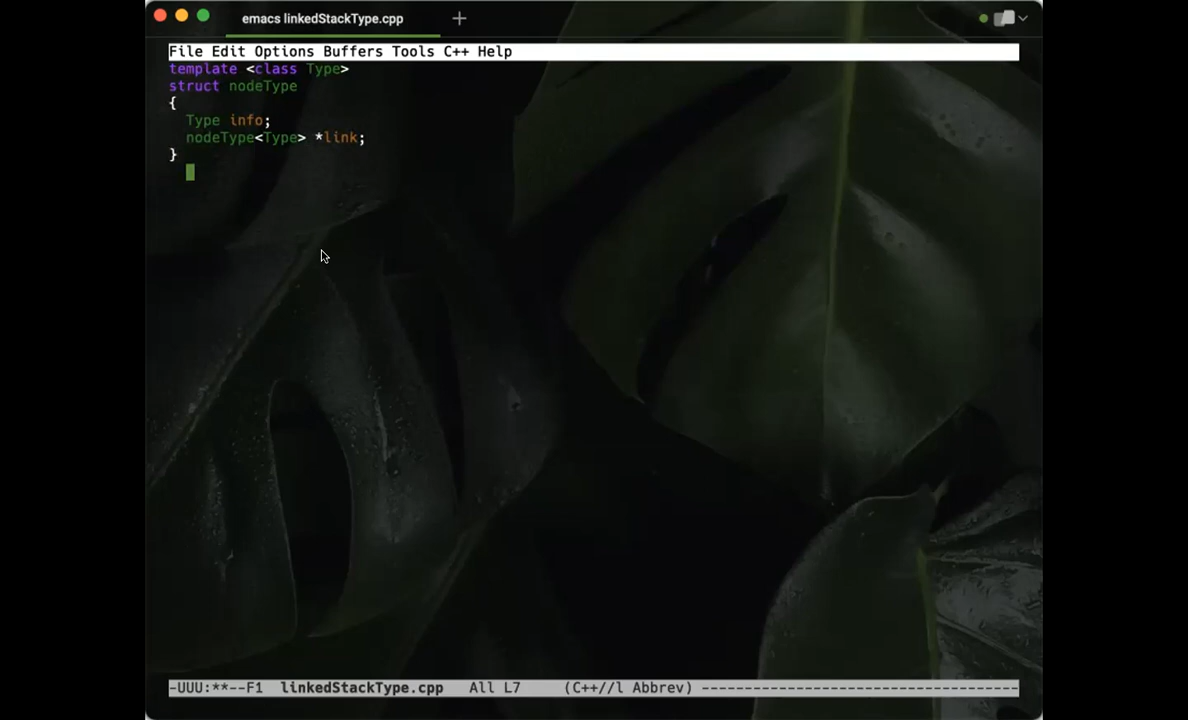 emacs linkedStackType.cpp
File Edit Options Buffers Tools C++ Help
template <class Type>
struct nodeType
{
  Type info;
  nodeType<Type> *link;
}
-UUU:**--F1  linkedStackType.cpp   All L7     (C++//l Abbrev) -------------------------------------